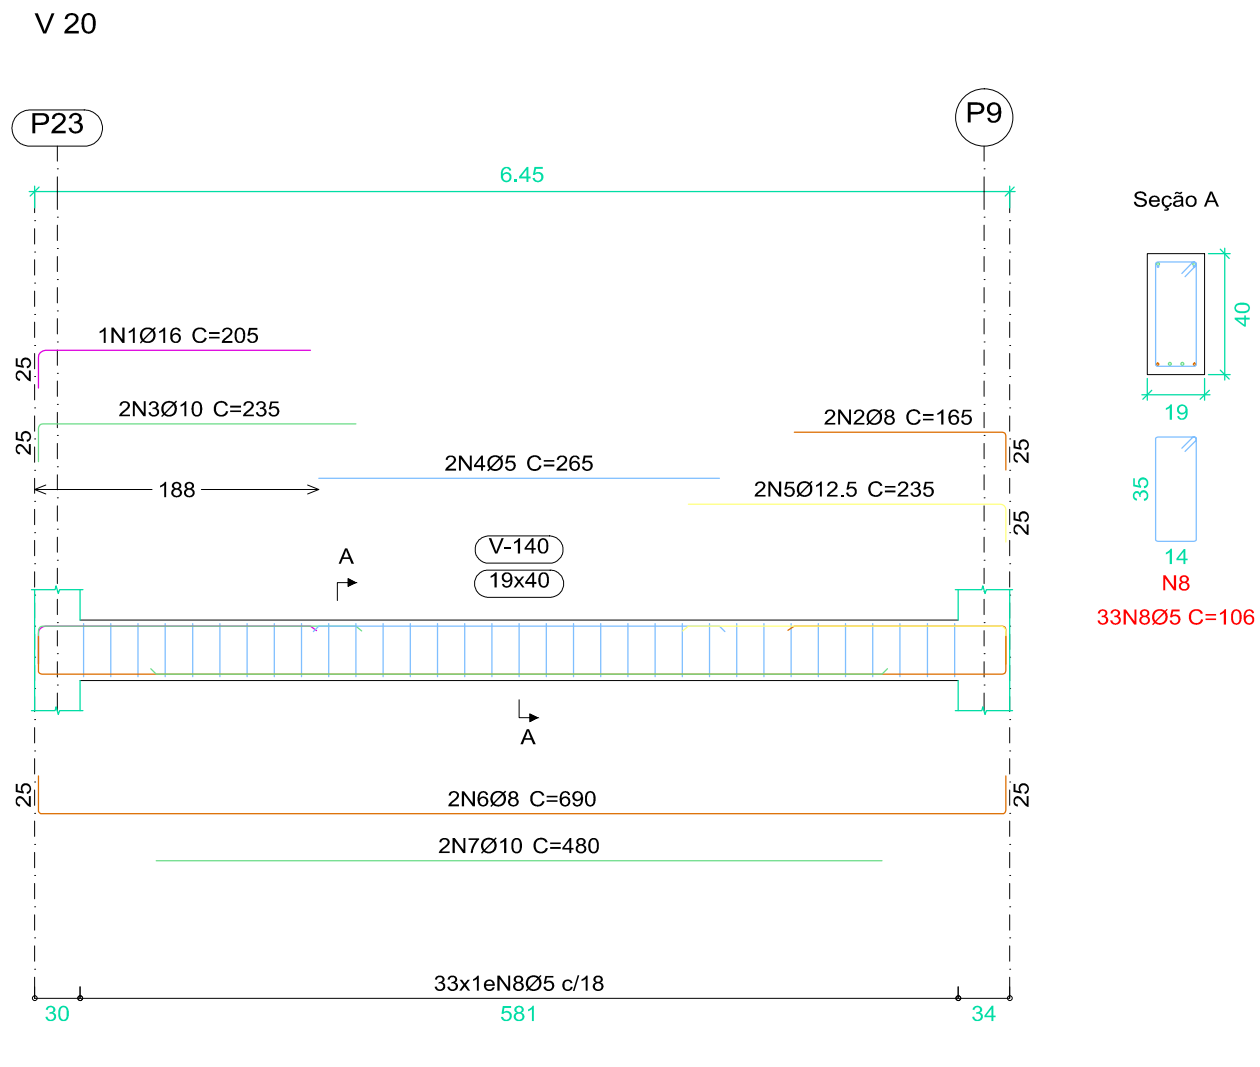 V 20
P23
P9
6.45
Seção A
1N1Ø16 C=205
25
40
2N3Ø10 C=235
25
2N2Ø8 C=165
25
19
2N4Ø5 C=265
188
2N5Ø12.5 C=235
25
35
V-140
19x40
A
14
N8
33N8Ø5 C=106
A
25
2N6Ø8 C=690
25
2N7Ø10 C=480
33x1eN8Ø5 c/18
30
581
34